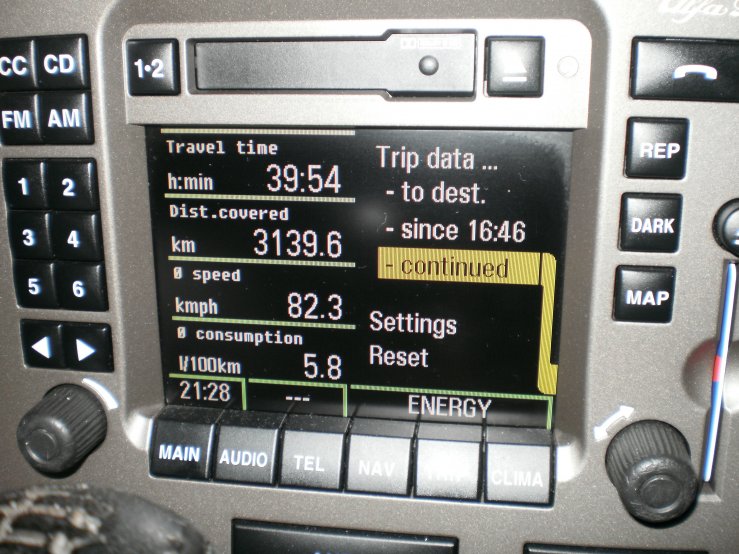 Alfa
CC CD
FM AM
1•2
1 2
3 4
5 6
Travel time
h:min 39:54
Dist.covered
km 3139.6
Ø speed
kmph 82.3
Ø consumption
l/100km 5.8
21:28 --- ENERGY
Trip data ...
- to dest.
- since 16:46
- continued
Settings
Reset
REP
DARK
MAP
MAIN AUDIO TEL NAV CLIMA